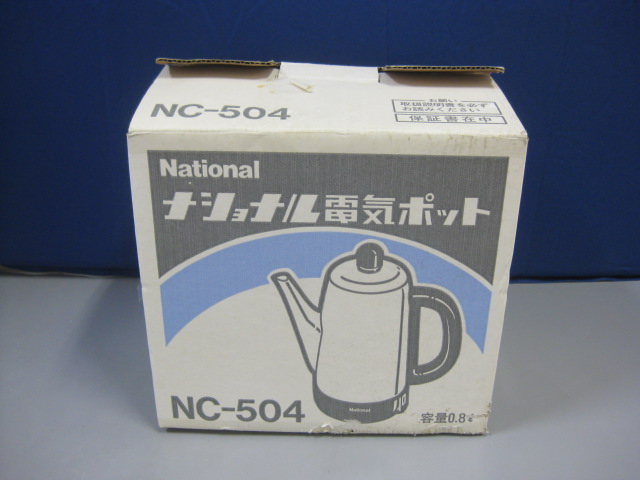 NC-504
お願い
取扱説明書を必ず
お読みください
保証書在中
National
ナショナル電気ポット
National
NC-504
容量0.8ℓ